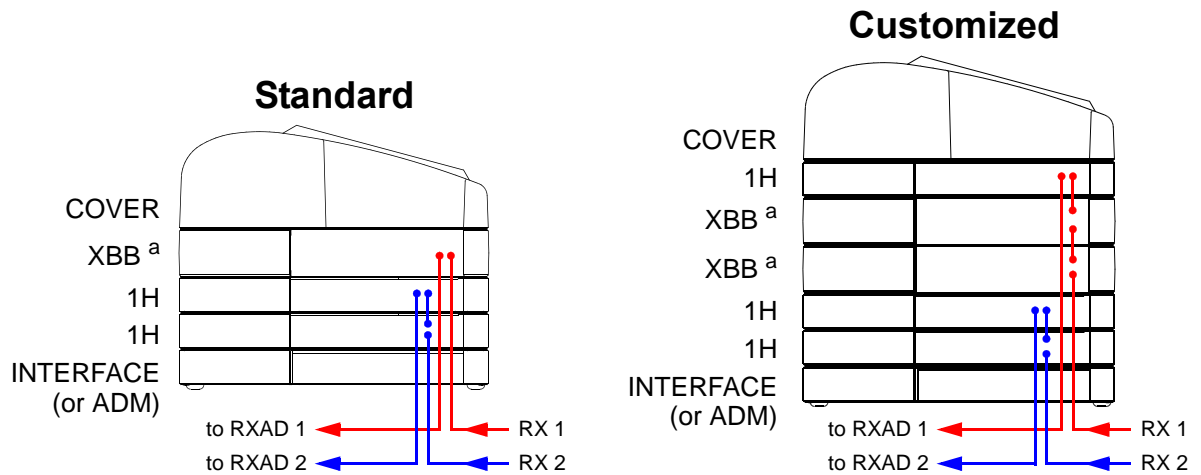 Standard
COVER
XBB a
1H
1H
INTERFACE
(or ADM)
to RXAD 1
RX 1
to RXAD 2
RX 2
Customized
COVER
1H
XBB a
XBB a
1H
1H
INTERFACE
(or ADM)
to RXAD 1
RX 1
to RXAD 2
RX 2